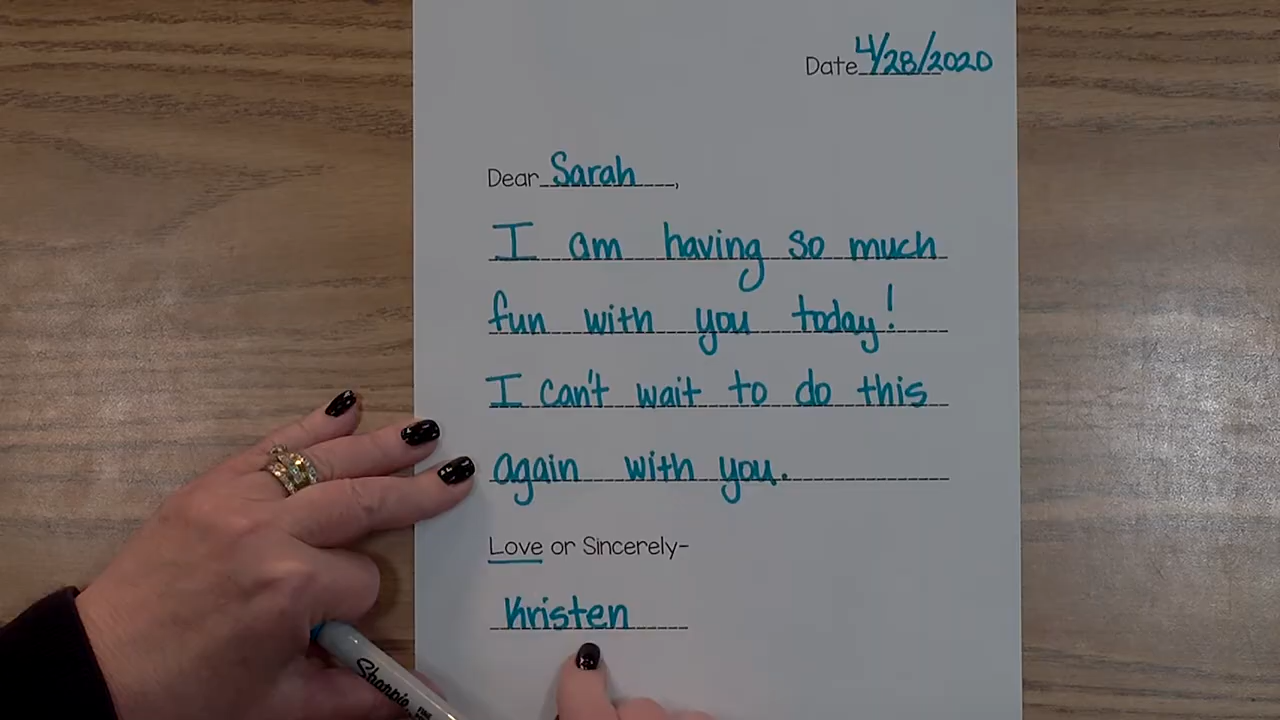 Date 4/28/2020
Dear Sarah,
I am having so much
fun with you today!
I can't wait to do this
again with you.
Love or Sincerely-
Kristen
Sharpie